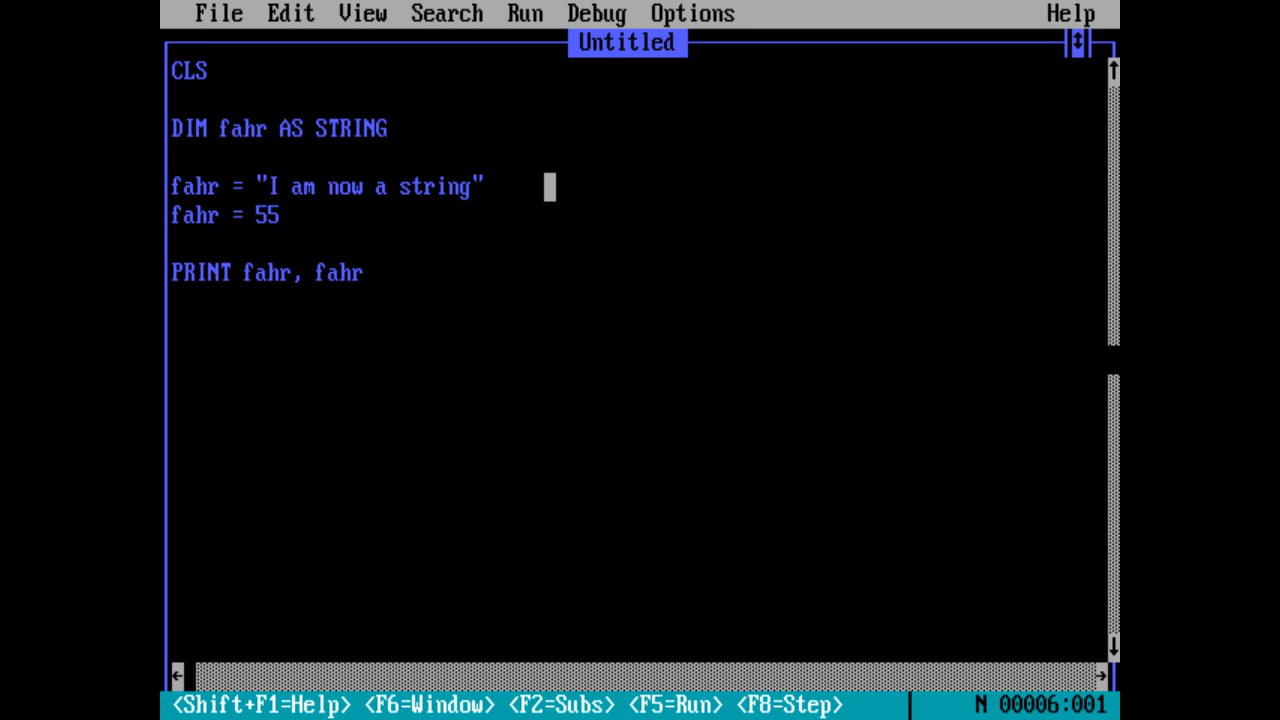 File Edit View Search Run Debug Options Help
Untitled
CLS
DIM fahr AS STRING
fahr = "I am now a string"
fahr = 55
PRINT fahr, fahr
<Shift+F1=Help> <F6=Window> <F2=Subs> <F5=Run> <F8=Step> N 00006:001